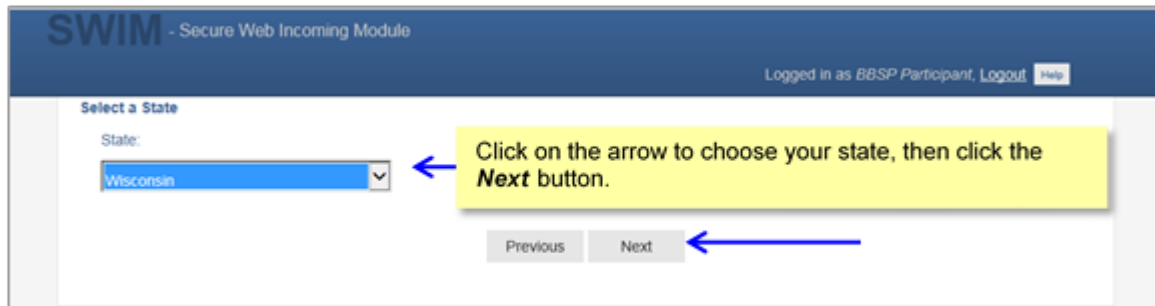 SWIM - Secure Web Incoming Module
Logged in as BBSP Participant, Logout Help
Select a State
State:
Wisconsin
Click on the arrow to choose your state, then click the
Next button.
Previous Next